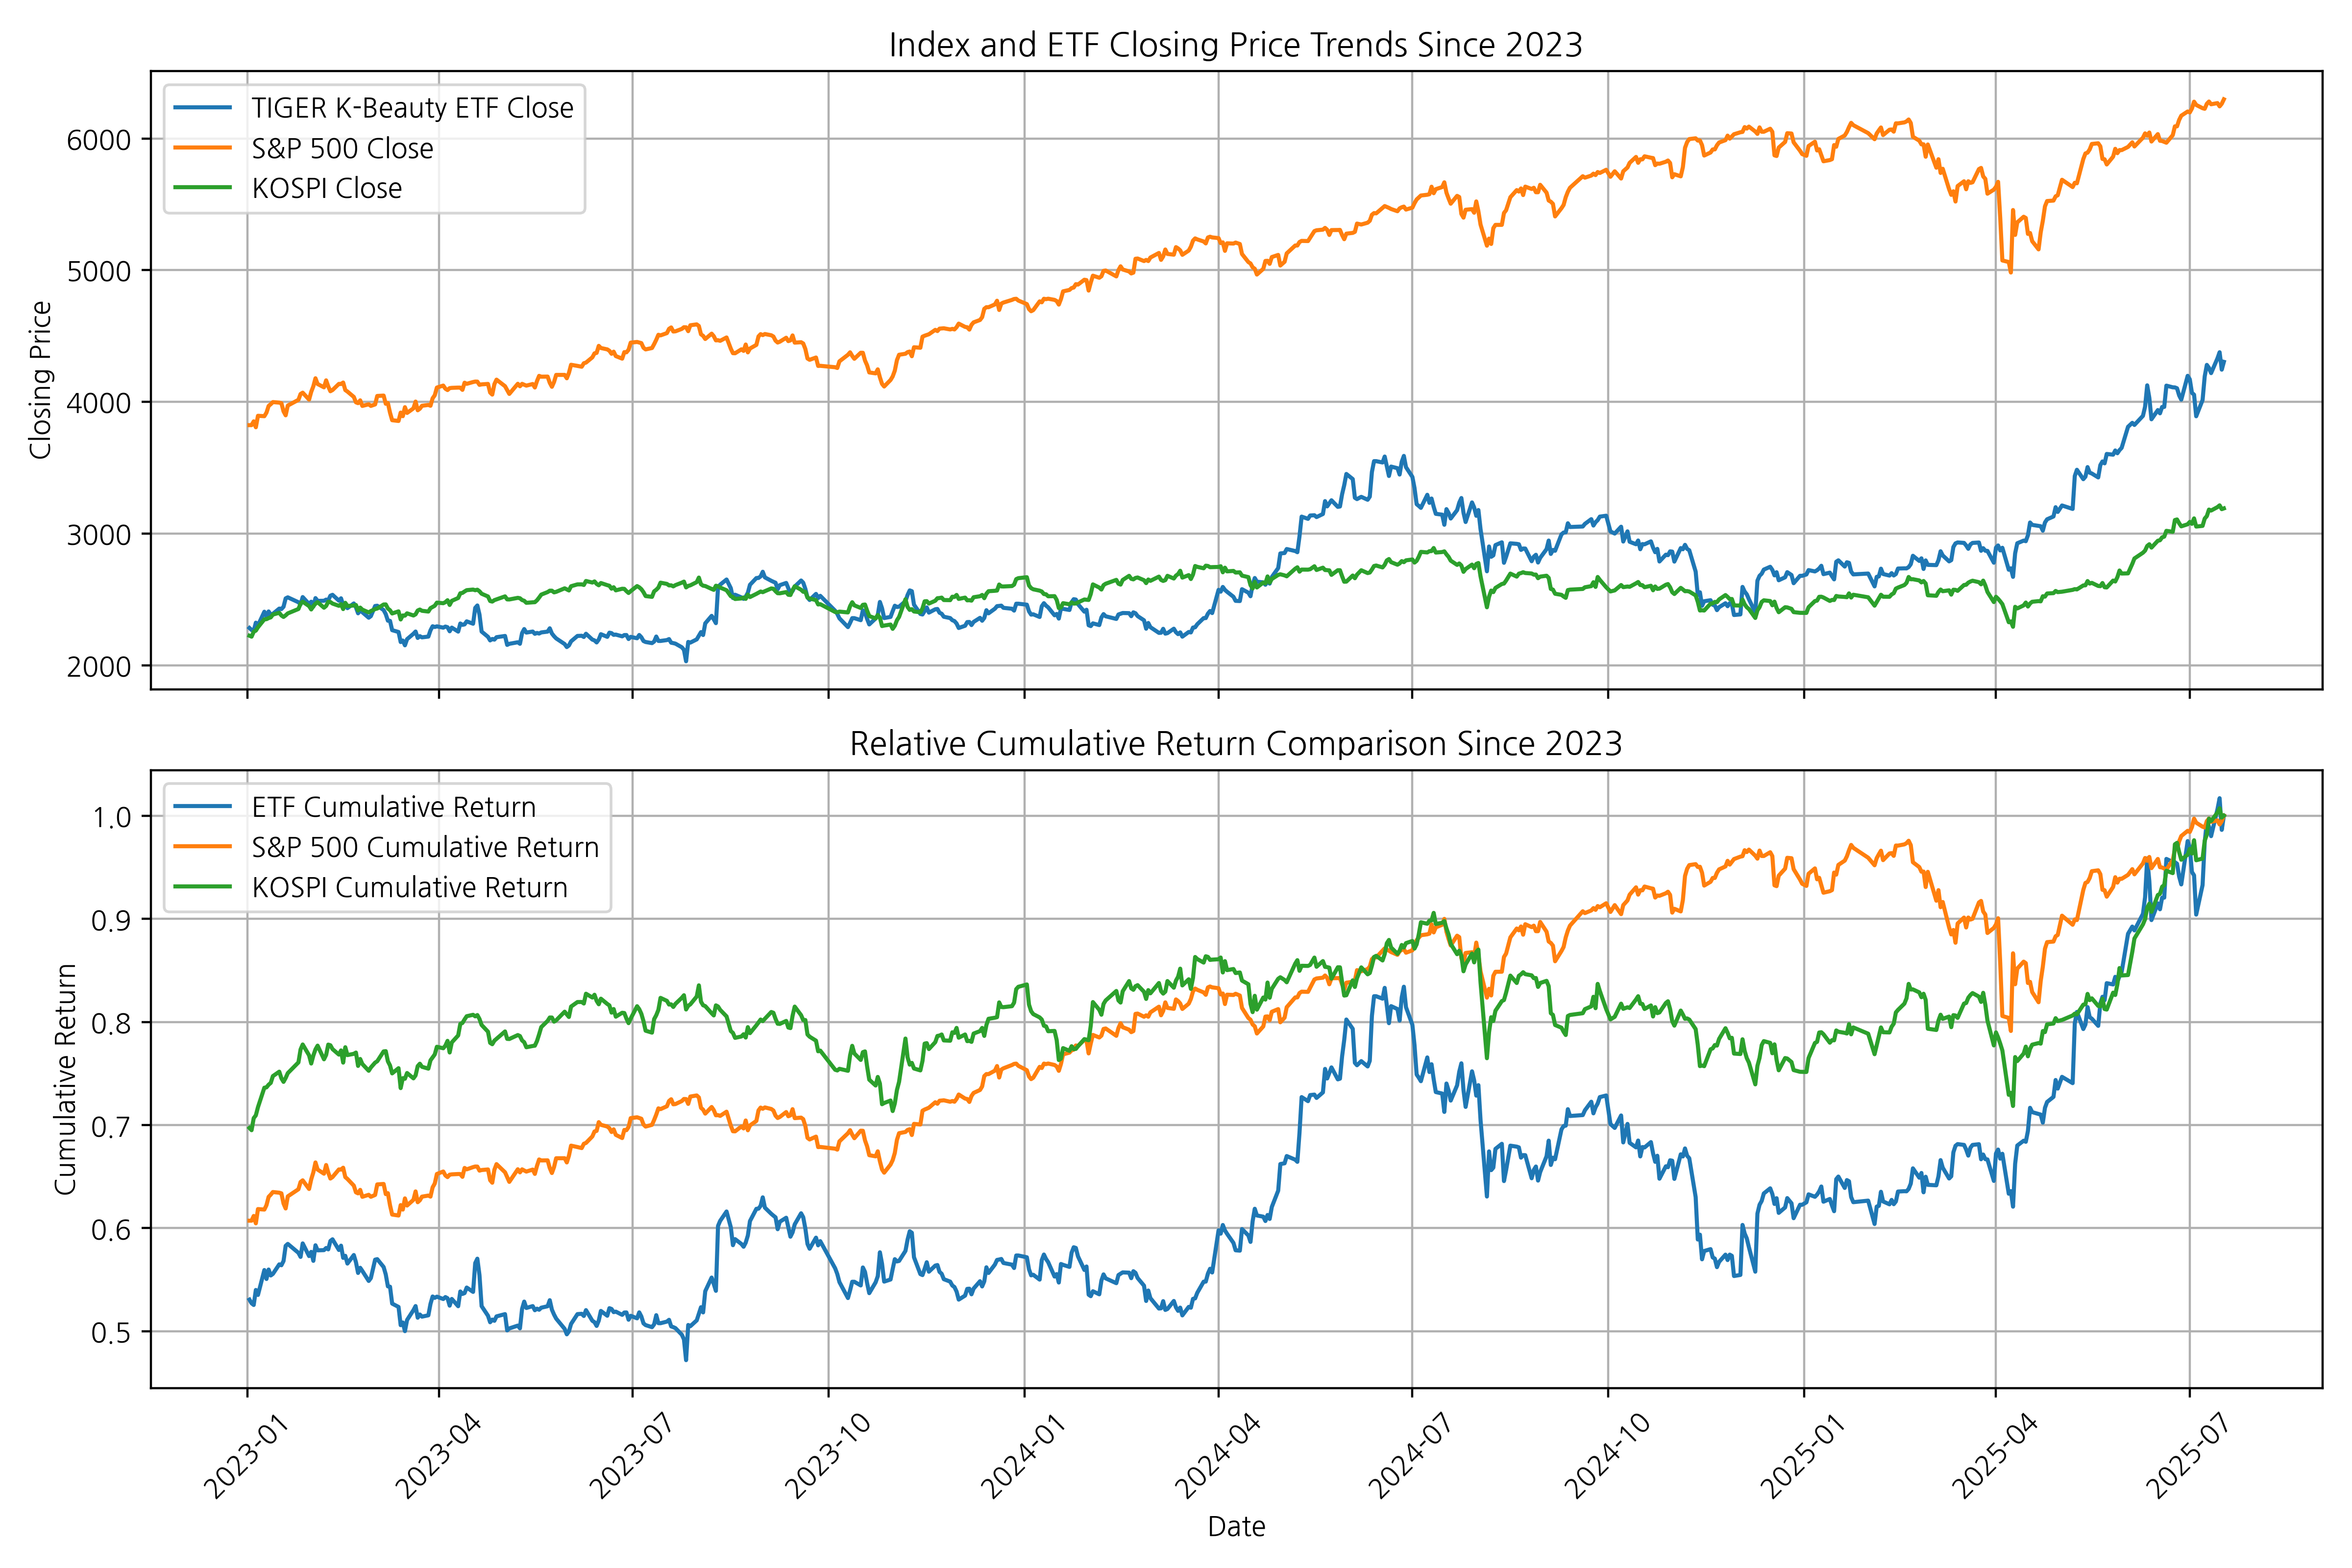 Index and ETF Closing Price Trends Since 2023
TIGER K-Beauty ETF Close
S&P 500 Close
KOSPI Close
6000
5000
4000
3000
2000
Closing Price
Relative Cumulative Return Comparison Since 2023
ETF Cumulative Return
S&P 500 Cumulative Return
KOSPI Cumulative Return
1.0
0.9
0.8
0.7
0.6
0.5
Cumulative Return
2023-01
2023-04
2023-07
2023-10
2024-01
2024-04
2024-07
2024-10
2025-01
2025-04
2025-07
Date